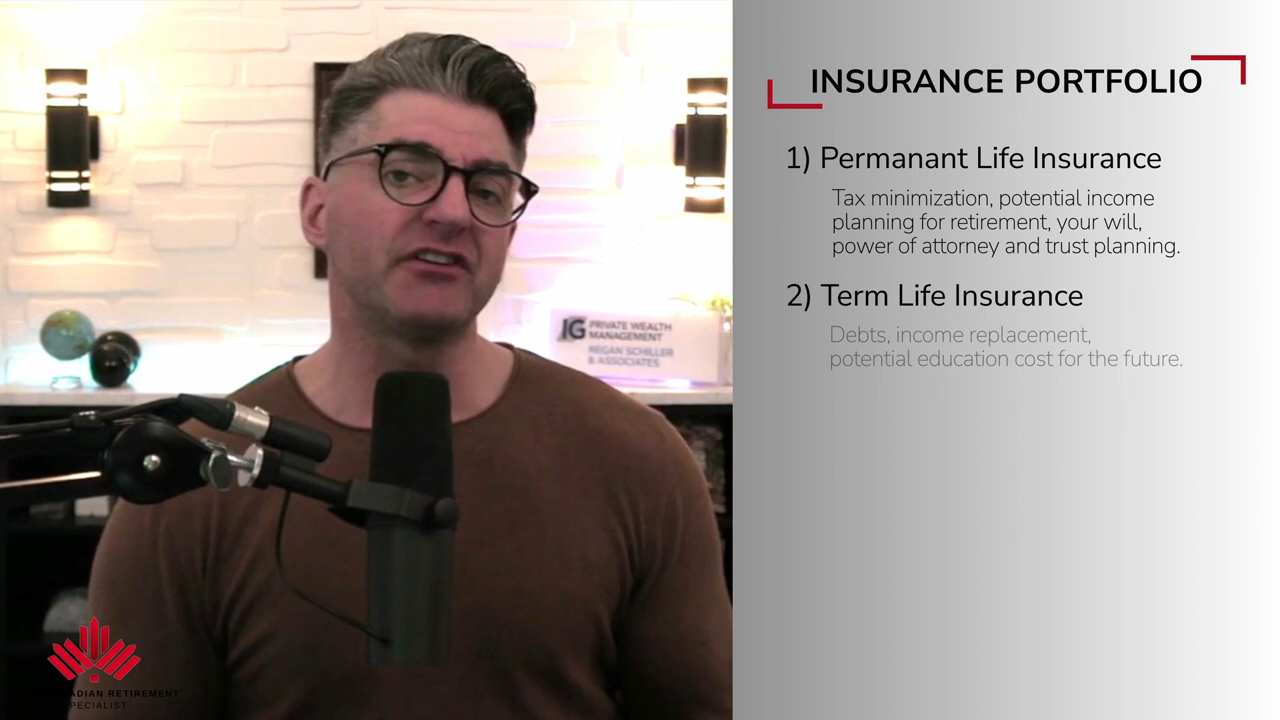 INSURANCE PORTFOLIO
1) Permanant Life Insurance
Tax minimization, potential income
planning for retirement, your will,
power of attorney and trust planning.
2) Term Life Insurance
Debts, income replacement,
potential education cost for the future.
IG PRIVATE WEALTH
MANAGEMENT
REGAN SCHILLER
& ASSOCIATES
RETIREMENT